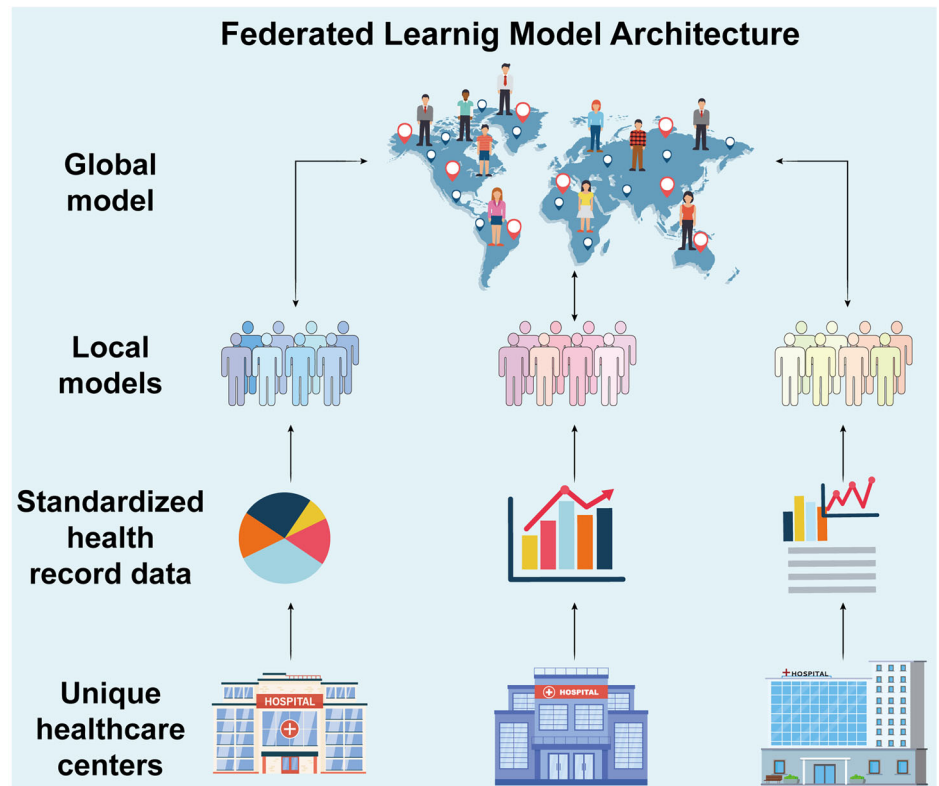 Federated Learnig Model Architecture
Global
model
Local
models
Standardized
health
record data
Unique
healthcare
centers
HOSPITAL
HOSPITAL
HOSPITAL